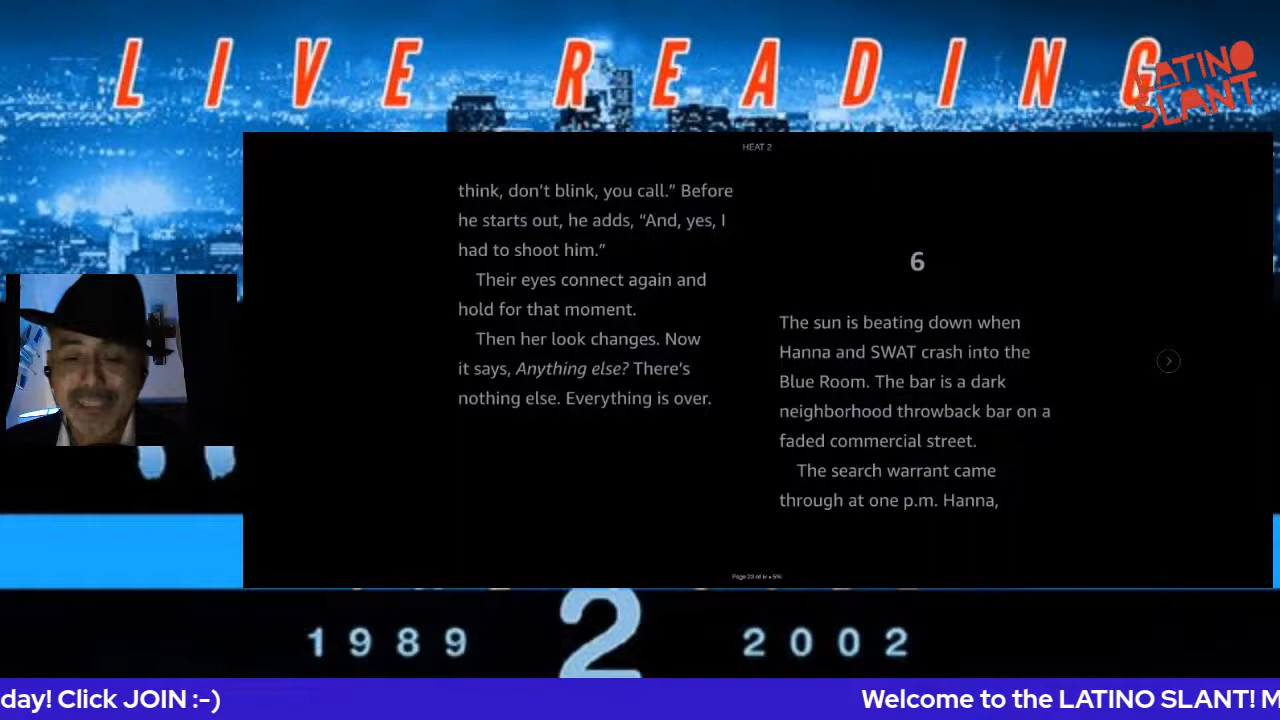 LIVE READING
LATINO
SLANT
HEAT 2
think, don’t blink, you call.” Before
he starts out, he adds, “And, yes, I
had to shoot him.”
Their eyes connect again and
hold for that moment.
Then her look changes. Now
it says, Anything else? There’s
nothing else. Everything is over.
6
The sun is beating down when
Hanna and SWAT crash into the
Blue Room. The bar is a dark
neighborhood throwback bar on a
faded commercial street.
The search warrant came
through at one p.m. Hanna,
1989
2
2002
day! Click JOIN :-)
Welcome to the LATINO SLANT! M